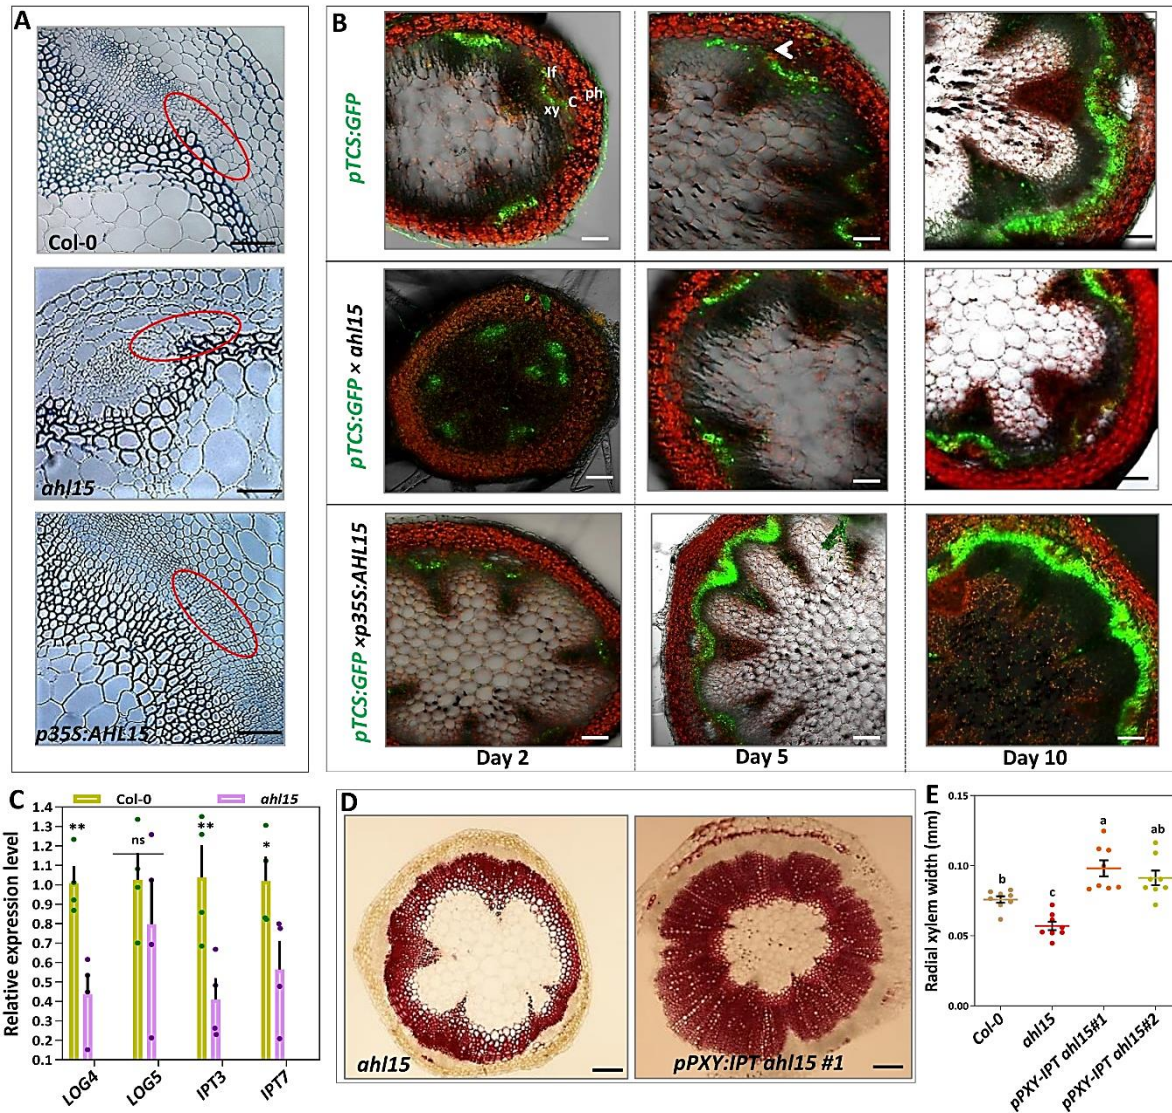 A
Col-0
ahl15
p35S:AHL15
B
pTCS:GFP
lf
xy
C
ph
pTCS:GFP × ahl15
pTCS:GFP ×p35S:AHL15
Day 2
Day 5
Day 10
C
Col-0
ahl15
Relative expression level
1.4
1.3
1.2
1.1
1.0
0.9
0.8
0.7
0.6
0.5
0.4
0.3
0.2
0.1
**
ns
**
*
LOG4
LOG5
IPT3
IPT7
D
ahl15
pPXY:IPT ahl15 #1
E
Radial xylem width (mm)
0.15
0.10
0.05
0.00
b
c
a
ab
Col-0
ahl15
pPXY-IPT ahl15#1
pPXY-IPT ahl15#2